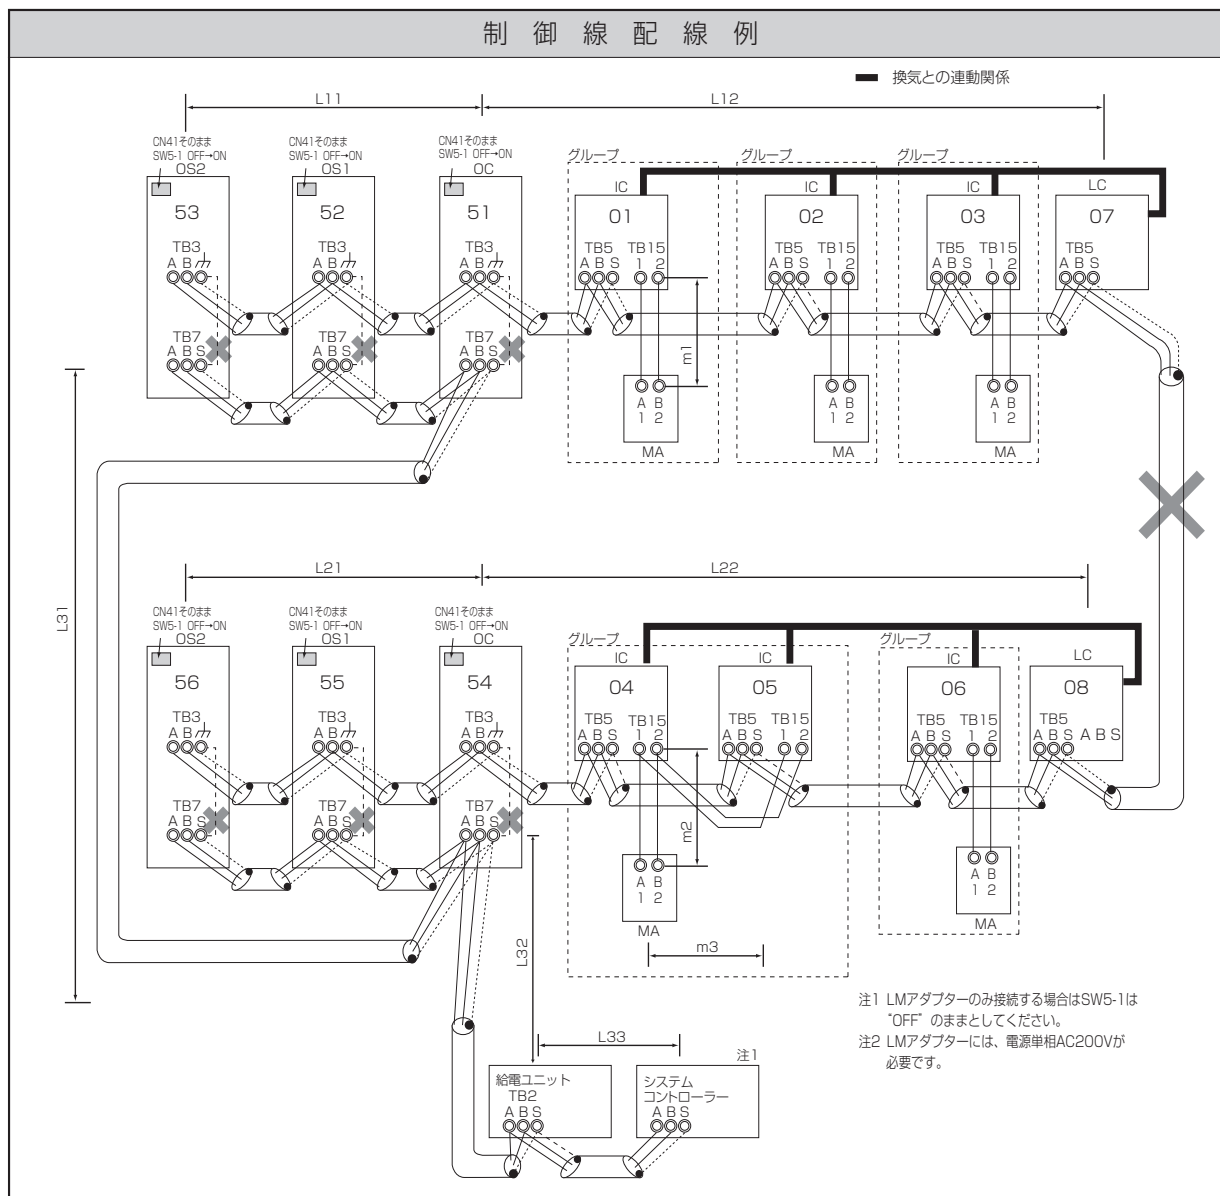 制御線配線例
換気との連動関係
L11
L12
CN41そのまま
SW5-1 OFF→ON
OS2
CN41そのまま
SW5-1 OFF→ON
OS1
CN41そのまま
SW5-1 OFF→ON
OC
グループ
グループ
グループ
IC
IC
IC
LC
53
52
51
01
02
03
07
TB3
A B
TB3
A B
TB3
A B
TB5
A B S
TB15
1 2
TB5
A B S
TB15
1 2
TB5
A B S
TB15
1 2
TB5
A B S
TB7
A B S
TB7
A B S
TB7
A B S
m1
A B
1 2
MA
A B
1 2
MA
A B
1 2
MA
L31
L21
L22
CN41そのまま
SW5-1 OFF→ON
OS2
CN41そのまま
SW5-1 OFF→ON
OS1
CN41そのまま
SW5-1 OFF→ON
OC
グループ
グループ
IC
IC
IC
LC
56
55
54
04
05
06
08
TB3
A B
TB3
A B
TB3
A B
TB5
A B S
TB15
1 2
TB5
A B S
TB15
1 2
TB5
A B S
TB15
1 2
TB5
A B S
A B S
TB7
A B S
TB7
A B S
TB7
A B S
m2
A B
1 2
MA
A B
1 2
MA
m3
L32
注1 LMアダプターのみ接続する場合はSW5-1は
“OFF”のままとしてください。
注2 LMアダプターには、電源単相AC200Vが
必要です。
L33
注1
給電ユニット
TB2
A B S
システム
コントローラー
A B S